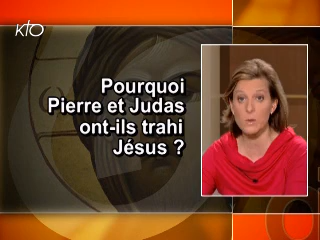 KTO
Pourquoi
Pierre et Judas
ont-ils trahi
Jésus ?